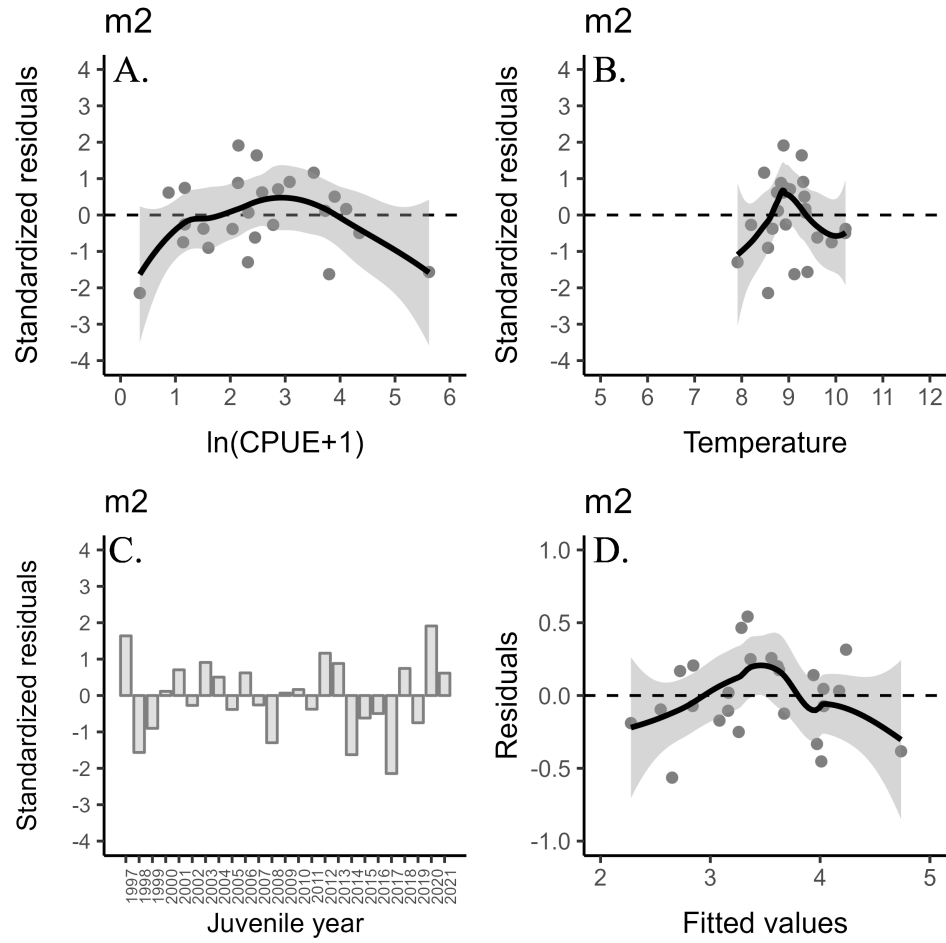 m2
A.
Standardized residuals
4
3
2
1
0
-1
-2
-3
-4
0 1 2 3 4 5 6
ln(CPUE+1)
m2
B.
Standardized residuals
4
3
2
1
0
-1
-2
-3
-4
5 6 7 8 9 10 11 12
Temperature
m2
C.
Standardized residuals
4
3
2
1
0
-1
-2
-3
-4
1997 1998 1999 2000 2001 2002 2003 2004 2005 2006 2007 2008 2009 2010 2011 2012 2013 2014 2015 2016 2017 2018 2019 2020 2021
Juvenile year
m2
D.
Residuals
1.0
0.5
0.0
-0.5
-1.0
2 3 4 5
Fitted values